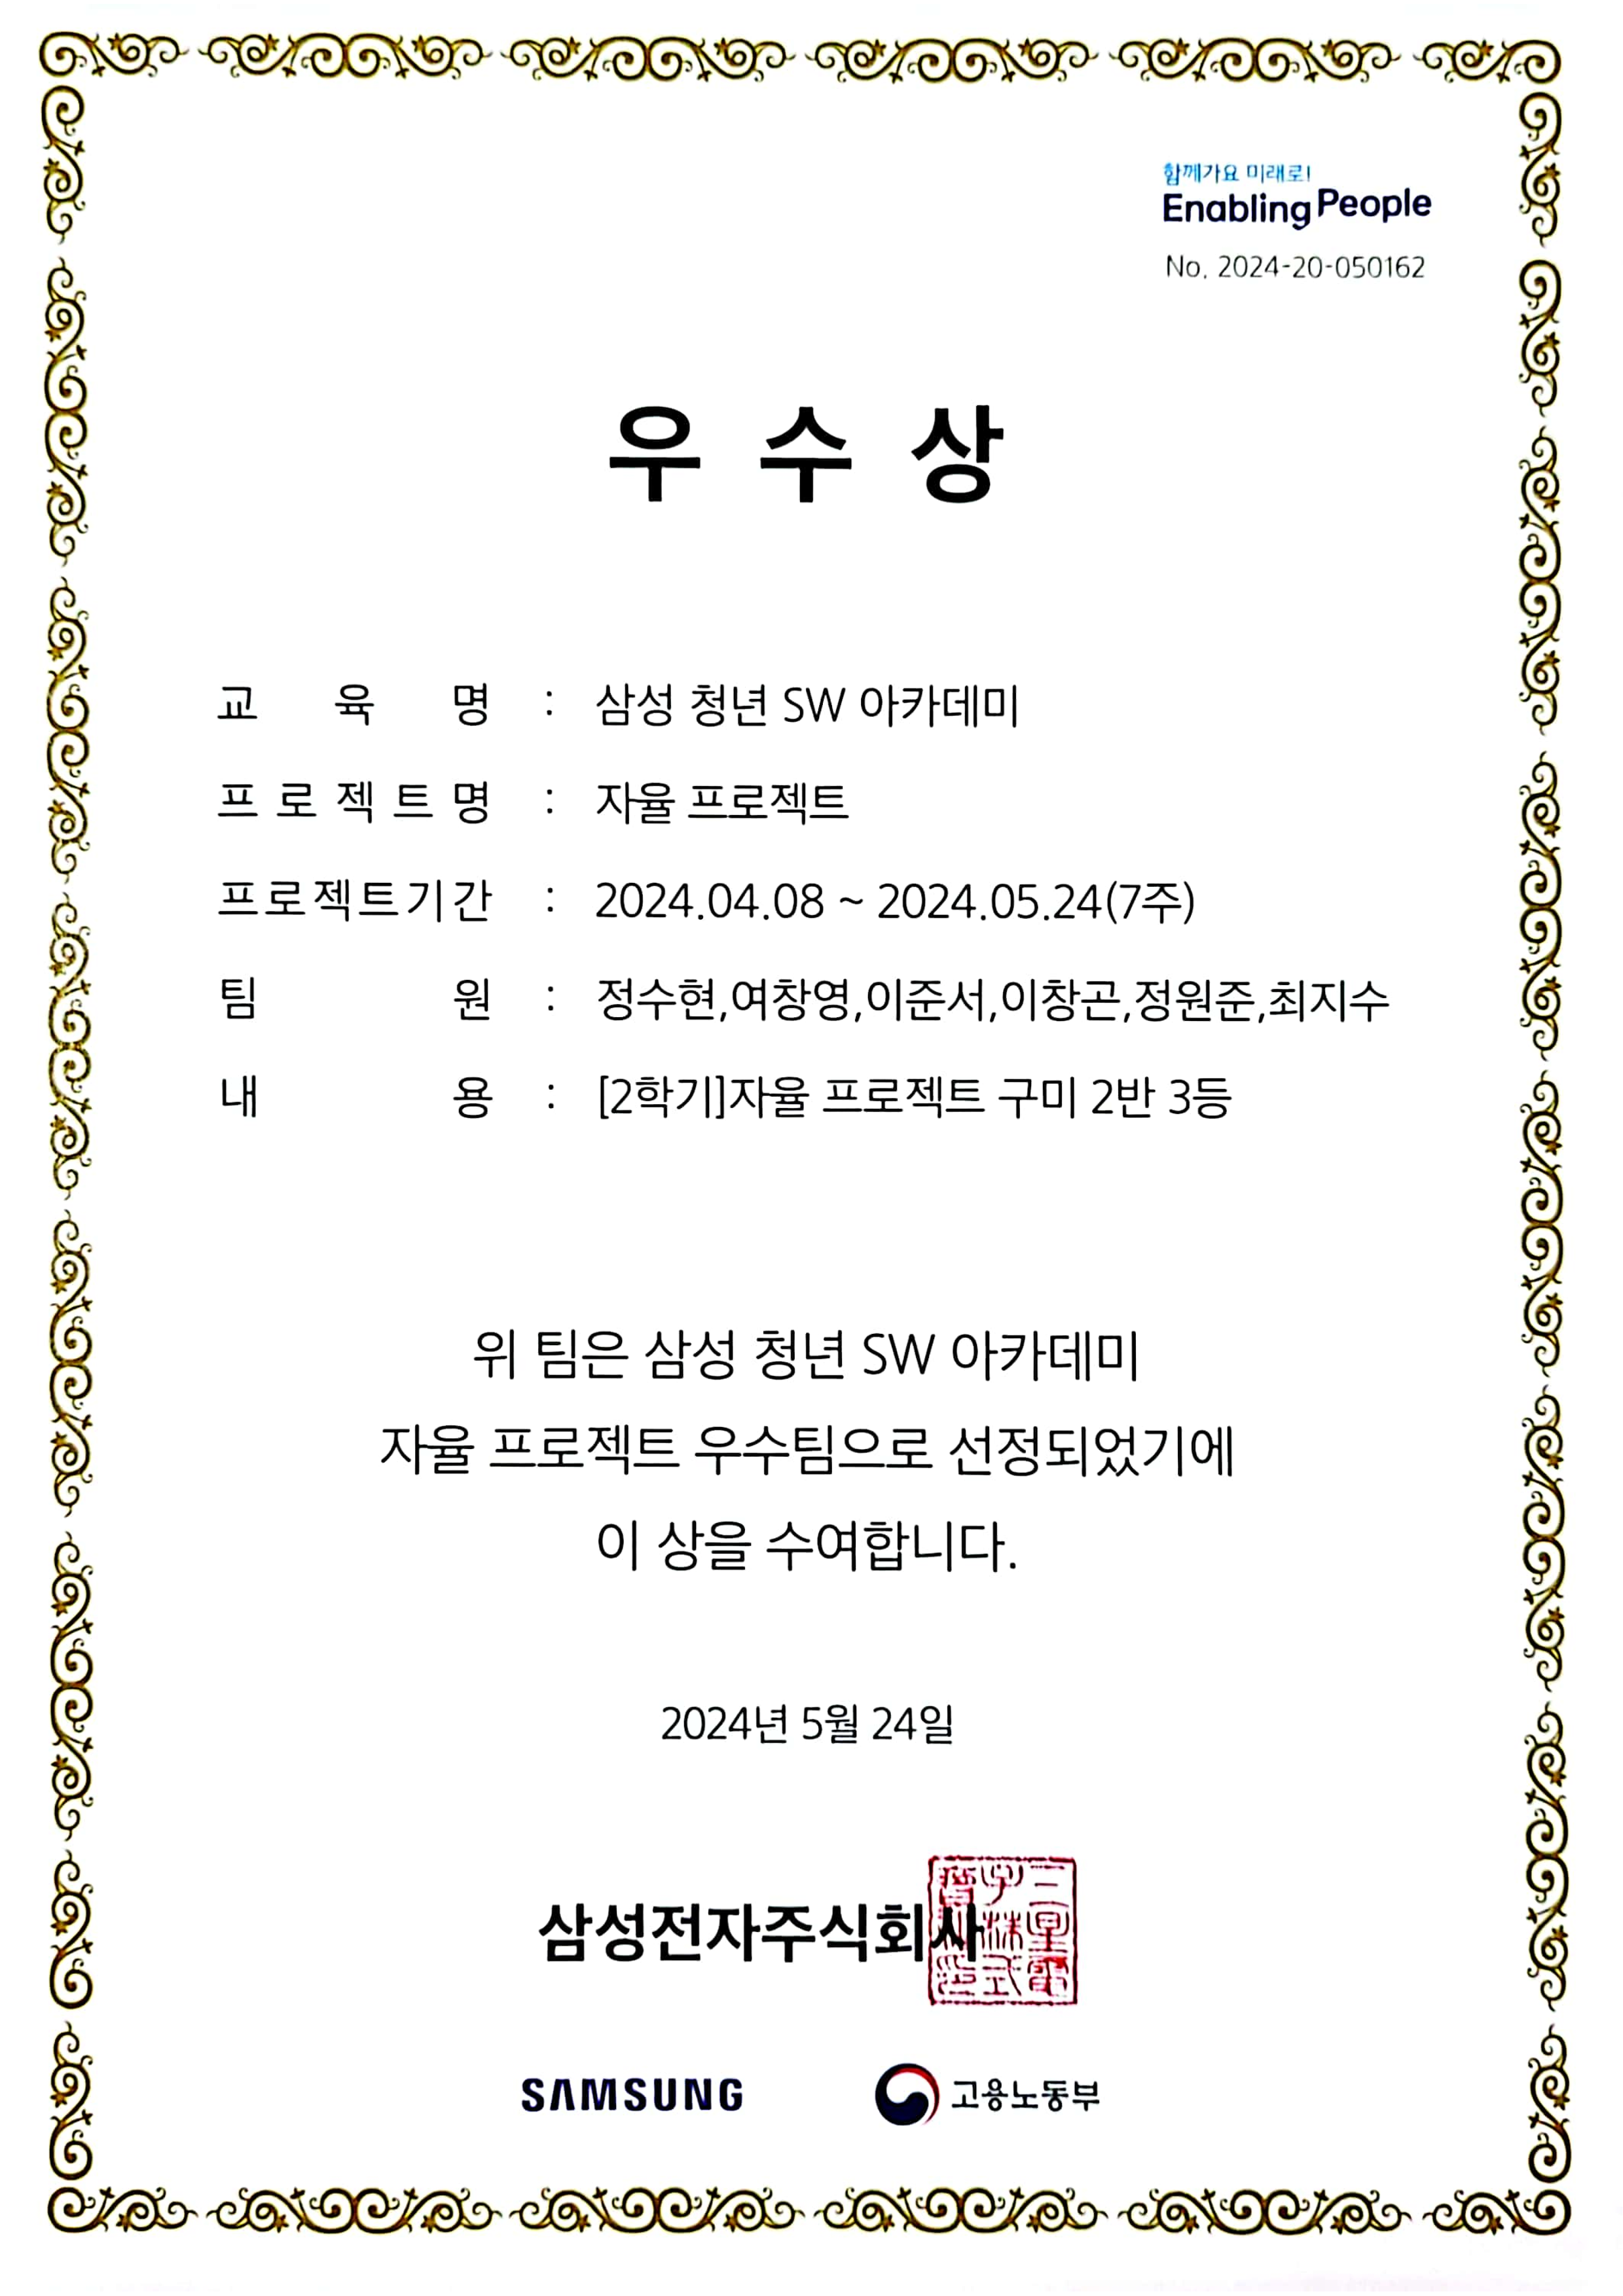 함께가요 미래로!
Enabling People
No. 2024-20-050162
우 수 상
교 육 명 : 삼성 청년 SW 아카데미
프 로 젝 트 명 : 자율 프로젝트
프로젝트기간 : 2024.04.08 ~ 2024.05.24(7주)
팀 원 : 정수현,여창영,이준서,이창곤,정원준,최지수
내 용 : [2학기]자율 프로젝트 구미 2반 3등
위 팀은 삼성 청년 SW 아카데미
자율 프로젝트 우수팀으로 선정되었기에
이 상을 수여합니다.
2024년 5월 24일
삼성전자주식회사
SAMSUNG 고용노동부